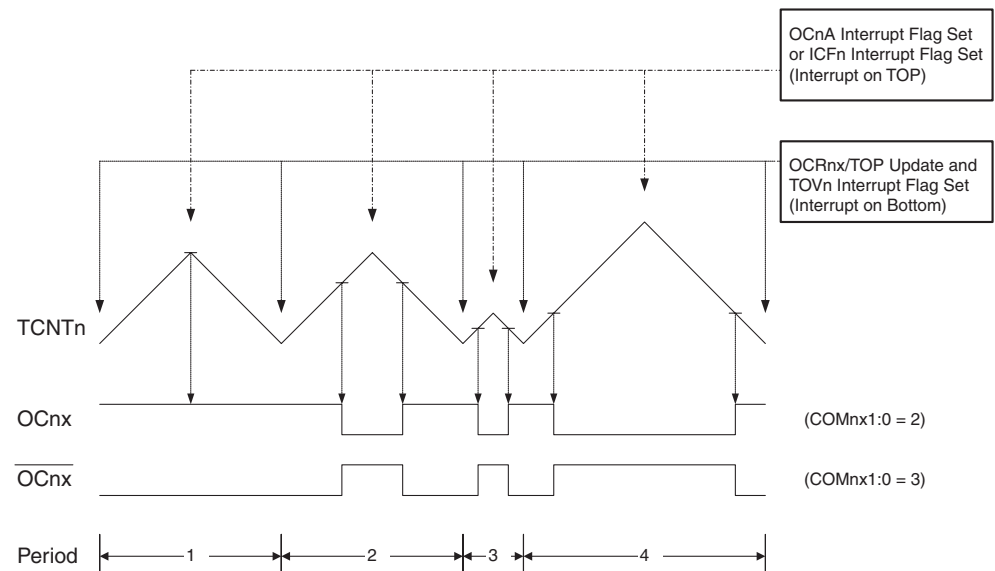 OCnA Interrupt Flag Set
or ICFn Interrupt Flag Set
(Interrupt on TOP)
OCRnx/TOP Update and
TOVn Interrupt Flag Set
(Interrupt on Bottom)
TCNTn
OCnx
(COMnx1:0 = 2)
OCnx
(COMnx1:0 = 3)
Period
1
2
3
4